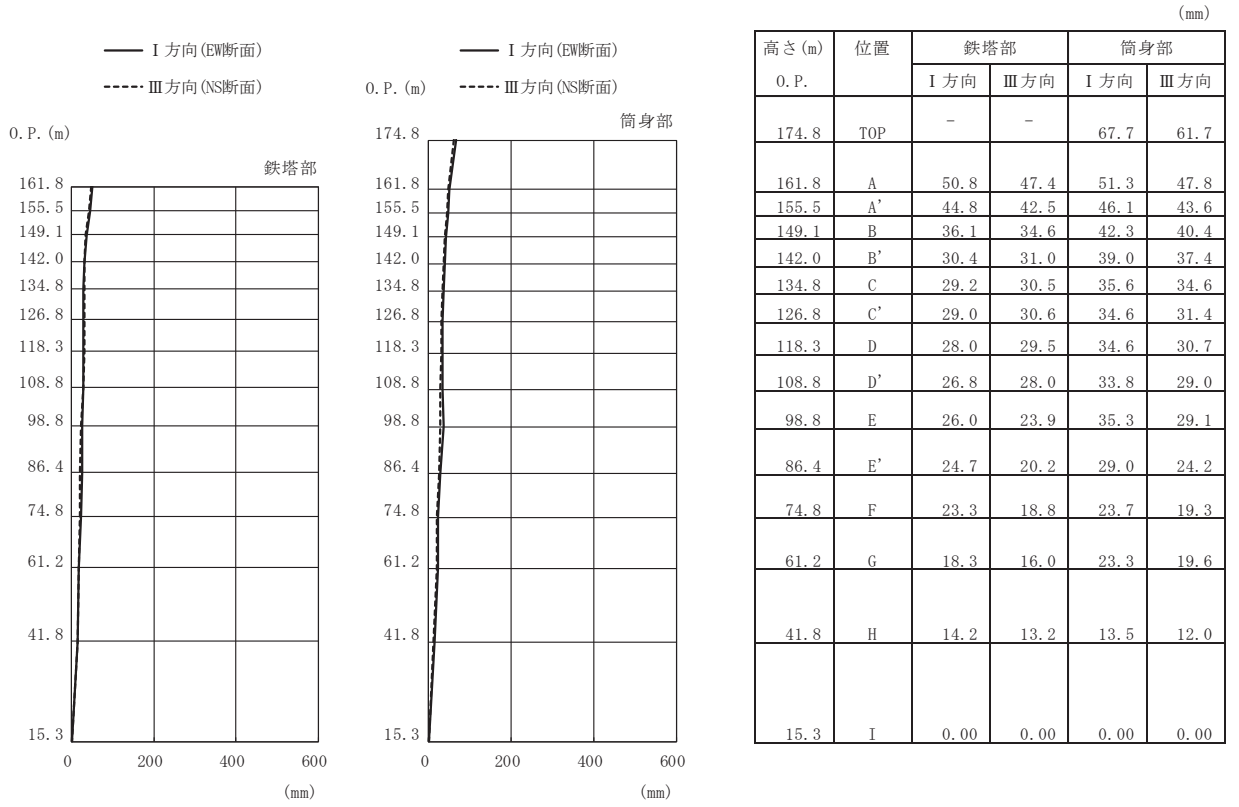 I 方向(EW断面)
Ⅲ方向(NS断面)
O.P.(m)
鉄塔部
161.8
155.5
149.1
142.0
134.8
126.8
118.3
108.8
98.8
86.4
74.8
61.2
41.8
15.3
0 200 400 600
(mm)
I 方向(EW断面)
O.P.(m) Ⅲ方向(NS断面)
筒身部
174.8
161.8
155.5
149.1
142.0
134.8
126.8
118.3
108.8
98.8
86.4
74.8
61.2
41.8
15.3
0 200 400 600
(mm)
(mm)
高さ(m) 位置 鉄塔部 筒身部
O.P. I 方向 Ⅲ方向 I 方向 Ⅲ方向
174.8 TOP － － 67.7 61.7
161.8 A 50.8 47.4 51.3 47.8
155.5 A' 44.8 42.5 46.1 43.6
149.1 B 36.1 34.6 42.3 40.4
142.0 B' 30.4 31.0 39.0 37.4
134.8 C 29.2 30.5 35.6 34.6
126.8 C' 29.0 30.6 34.6 31.4
118.3 D 28.0 29.5 34.6 30.7
108.8 D' 26.8 28.0 33.8 29.0
98.8 E 26.0 23.9 35.3 29.1
86.4 E' 24.7 20.2 29.0 24.2
74.8 F 23.3 18.8 23.7 19.3
61.2 G 18.3 16.0 23.3 19.6
41.8 H 14.2 13.2 13.5 12.0
15.3 I 0.00 0.00 0.00 0.00